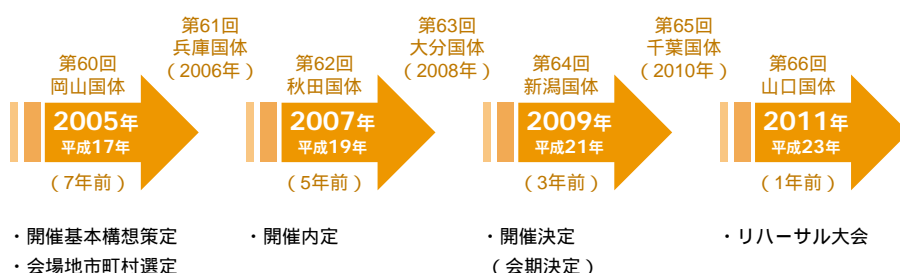 第60回
岡山国体
2005年
平成17年
(7年前)
・開催基本構想策定
・会場地市町村選定
第61回
兵庫国体
(2006年)
第62回
秋田国体
2007年
平成19年
(5年前)
・開催内定
第63回
大分国体
(2008年)
第64回
新潟国体
2009年
平成21年
(3年前)
・開催決定
(会期決定)
第65回
千葉国体
(2010年)
第66回
山口国体
2011年
平成23年
(1年前)
・リハーサル大会